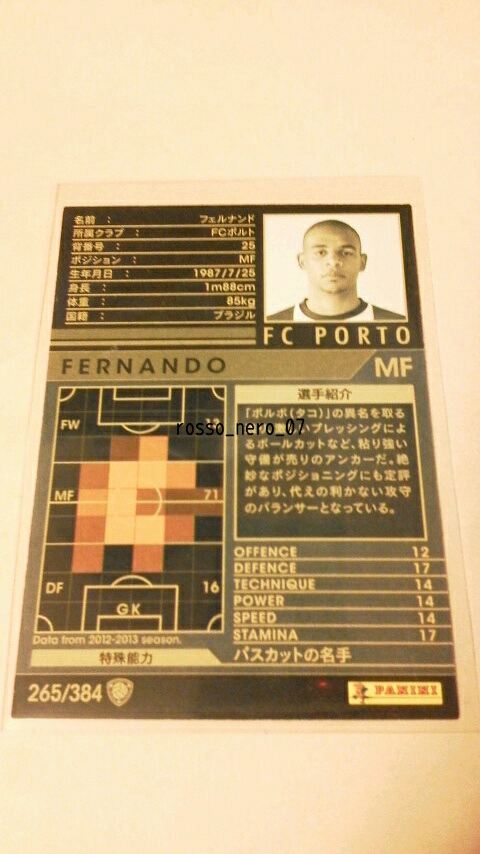 名前 : フェルナンド
所属クラブ : FCポルト
背番号 : 25
ポジション : MF
生年月日 : 1987/7/25
身長 : 1m88cm
体重 : 85kg
国籍 : ブラジル
FC PORTO
FERNANDO MF
FW
MF 71
DF 16
GK
Data from 2012-2013 season.
選手紹介
「ポルボ(タコ)」の異名を取る
いプレッシングによ
るボールカットなど、粘り強い
守備が売りのアンカーだ。絶
妙なポジショニングにも定評
があり、代えの利かない攻守
のバランサーとなっている。
rosso_nero_07
OFFENCE 12
DEFENCE 17
TECHNIQUE 14
POWER 14
SPEED 14
STAMINA 17
特殊能力 パスカットの名手
265/384
PANINI